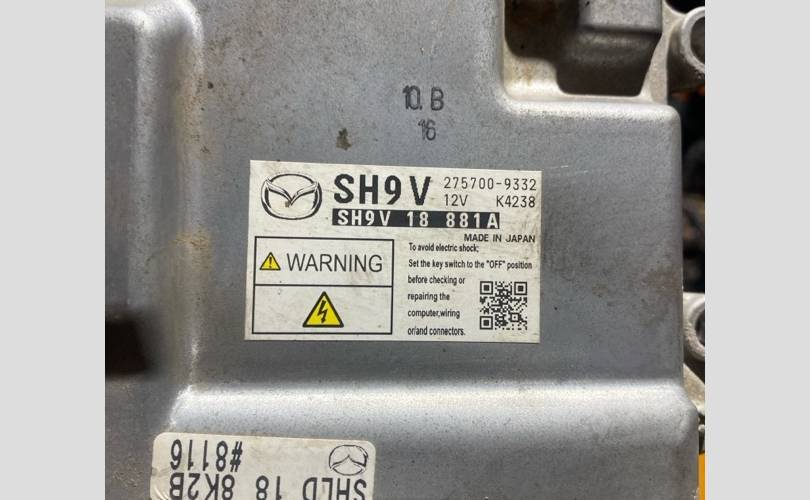 10. B
16
SH9V 275700-9332
12V K4238
SH9V 18 881A
MADE IN JAPAN
WARNING
To avoid electric shock;
Set the key switch to the "OFF" position
before checking or
repairing the
computer,wiring
or/and connectors.
SHLD 18 8K2B
#8116